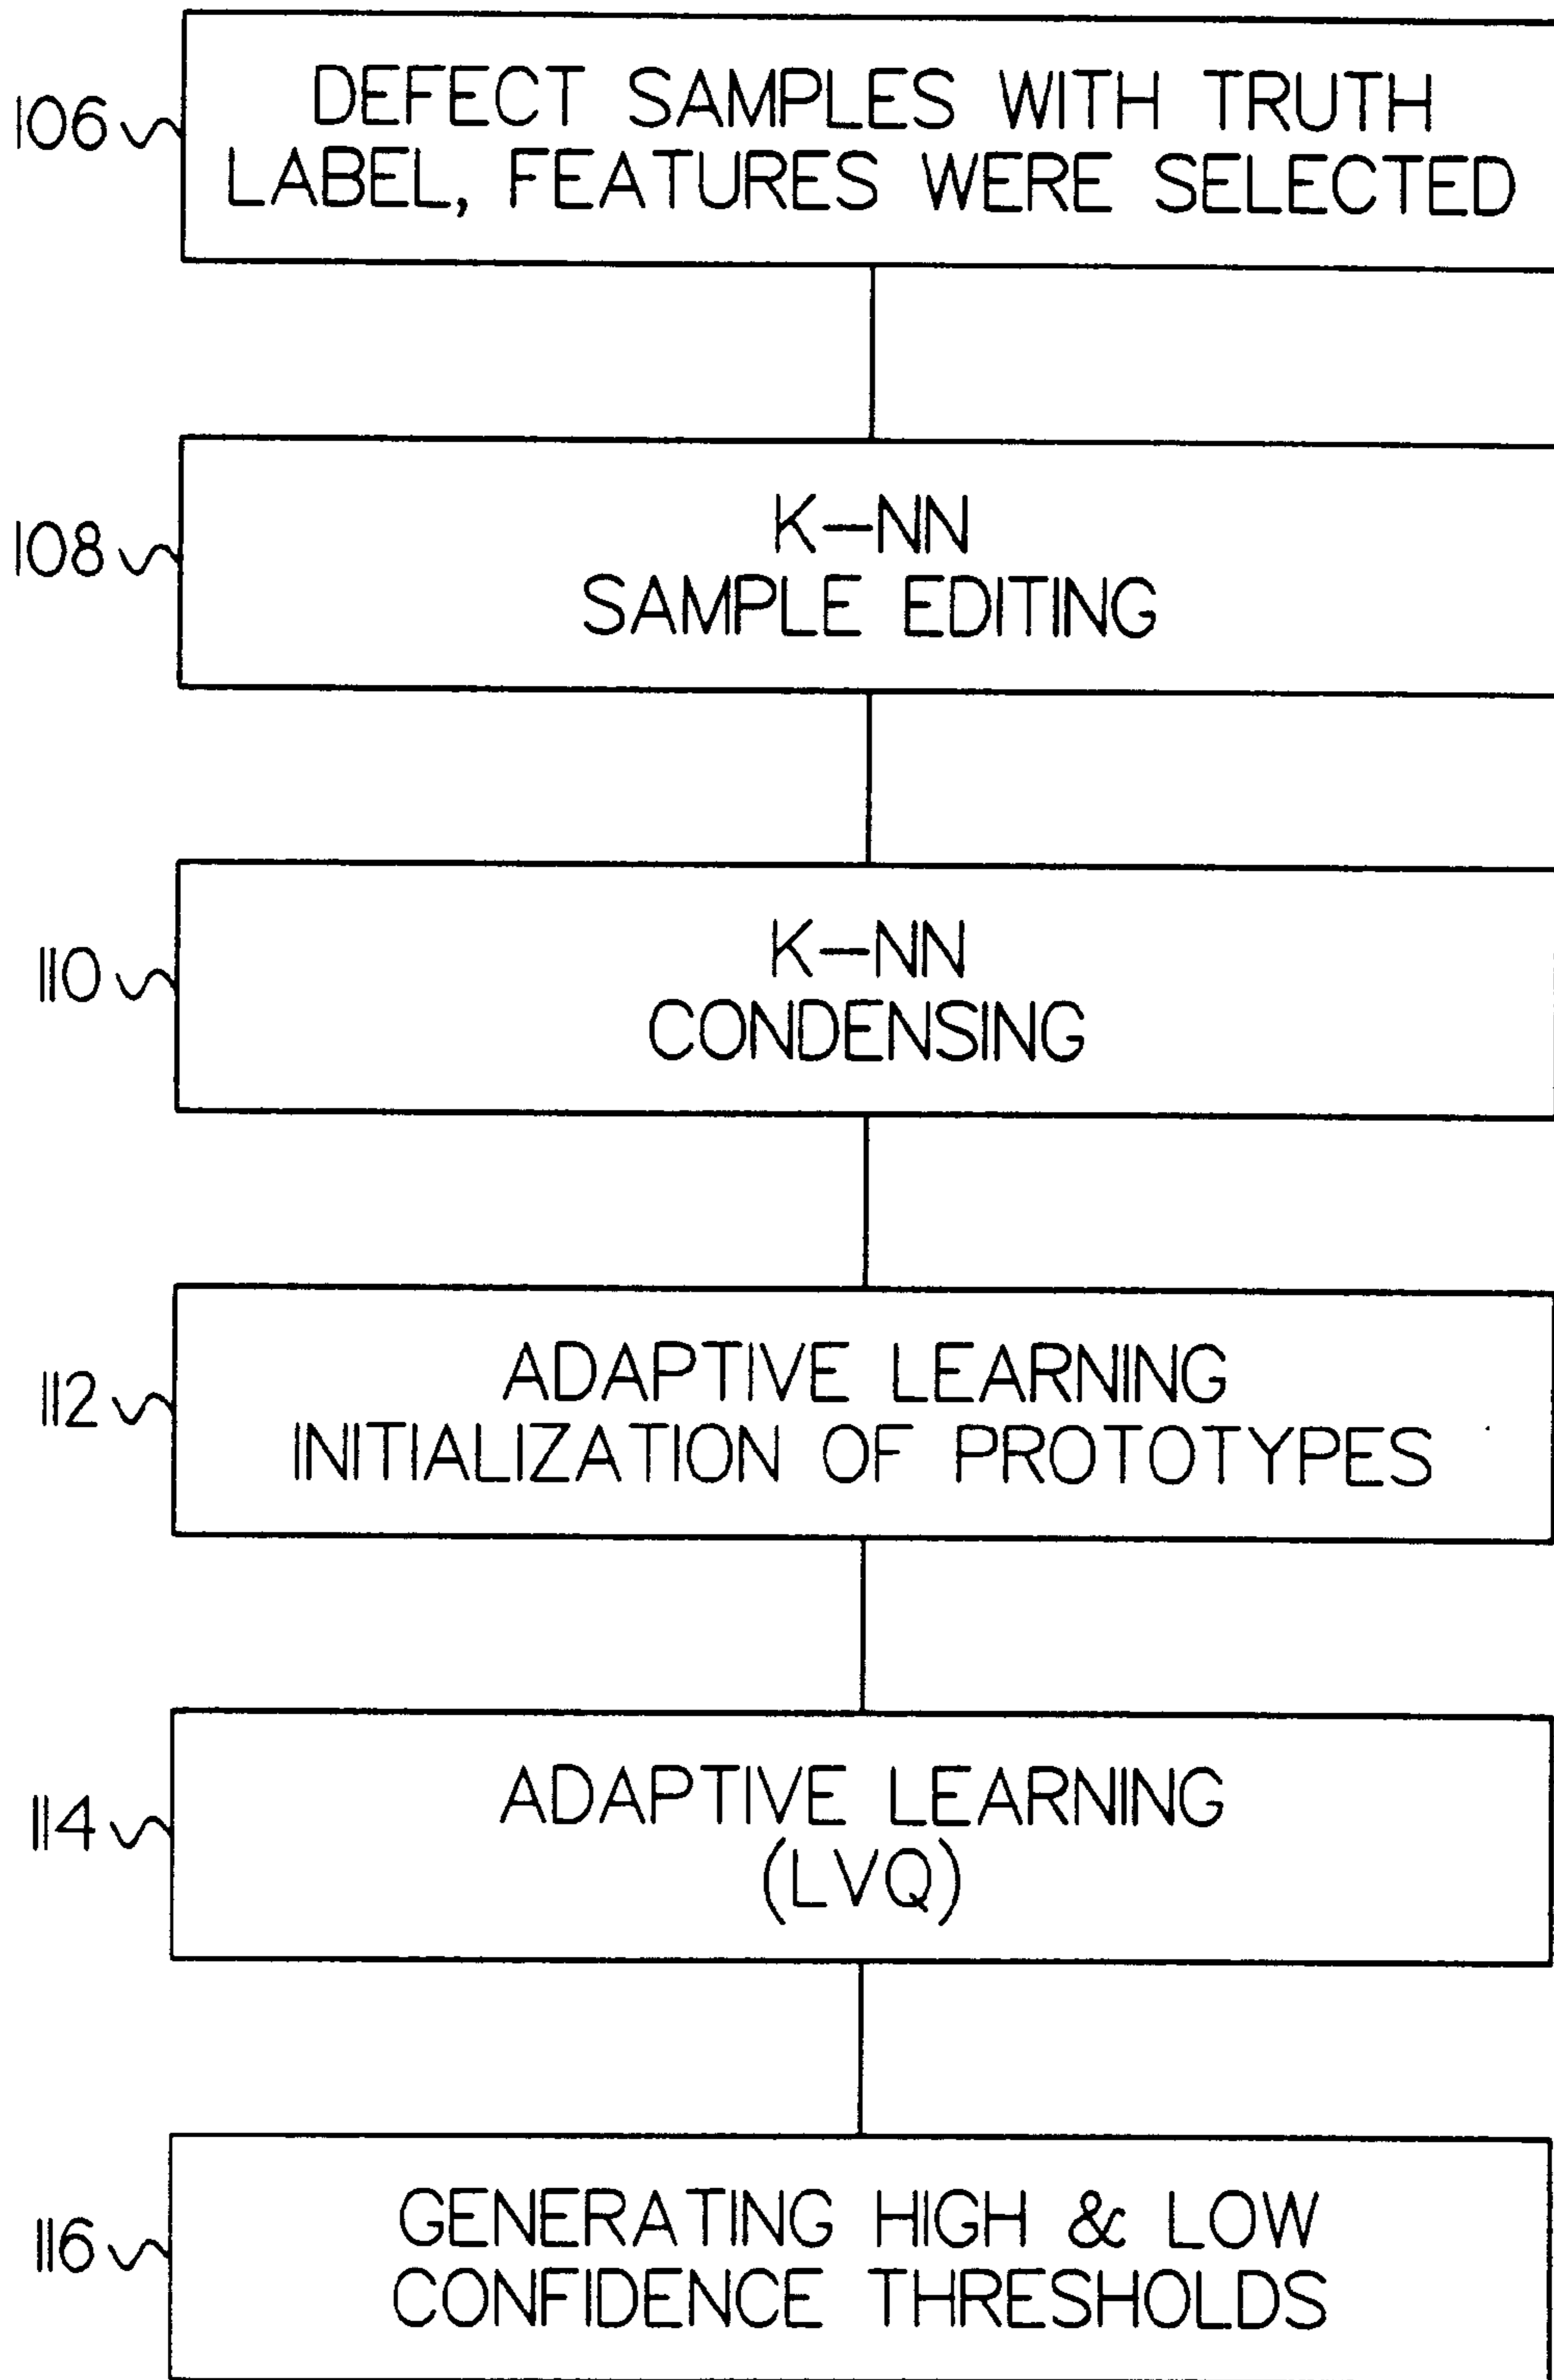 106
DEFECT SAMPLES WITH TRUTH
LABEL, FEATURES WERE SELECTED
108
K-NN
SAMPLE EDITING
110
K-NN
CONDENSING
112
ADAPTIVE LEARNING
INITIALIZATION OF PROTOTYPES
114
ADAPTIVE LEARNING
(LVQ)
116
GENERATING HIGH & LOW
CONFIDENCE THRESHOLDS